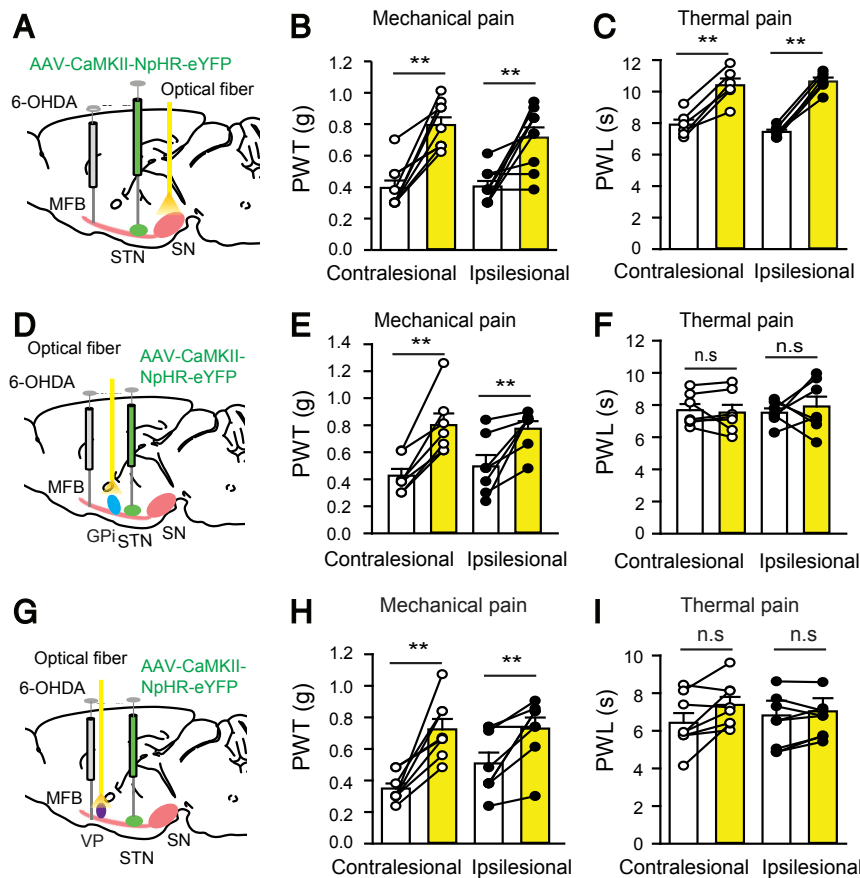 A
AAV-CaMKII-NpHR-eYFP
Optical fiber
6-OHDA
MFB
STN
SN
B
Mechanical pain
**
**
PWT (g)
1.2
1.0
0.8
0.6
0.4
0.2
0.0
Contralesional Ipsilesional
C
Thermal pain
**
**
PWL (s)
14
12
10
8
6
4
2
0
Contralesional Ipsilesional
D
Optical fiber
AAV-CaMKII-
NpHR-eYFP
6-OHDA
MFB
GPi
STN
SN
E
Mechanical pain
**
**
PWT (g)
1.4
1.2
1.0
0.8
0.6
0.4
0.2
0.0
Contralesional Ipsilesional
F
Thermal pain
n.s
n.s
PWL (s)
12
10
8
6
4
2
0
Contralesional Ipsilesional
G
Optical fiber
AAV-CaMKII-
NpHR-eYFP
6-OHDA
MFB
VP
STN
SN
H
Mechanical pain
**
**
PWT (g)
1.2
1.0
0.8
0.6
0.4
0.2
0.0
Contralesional Ipsilesional
I
Thermal pain
n.s
n.s
PWL (s)
10
8
6
4
2
0
Contralesional Ipsilesional